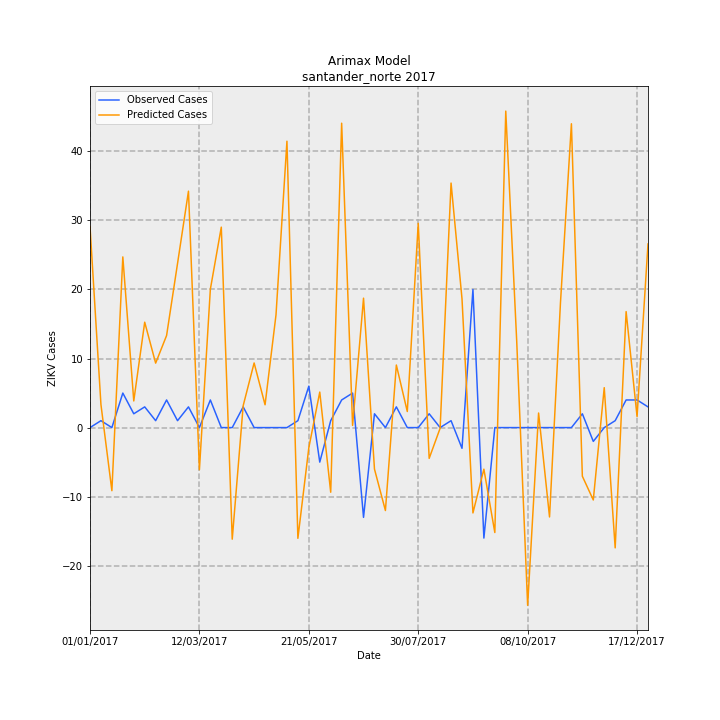 Arimax Model
santander_norte 2017
Observed Cases
Predicted Cases
ZIKV Cases
40
30
20
10
0
−10
−20
01/01/2017 12/03/2017 21/05/2017 30/07/2017 08/10/2017 17/12/2017
Date